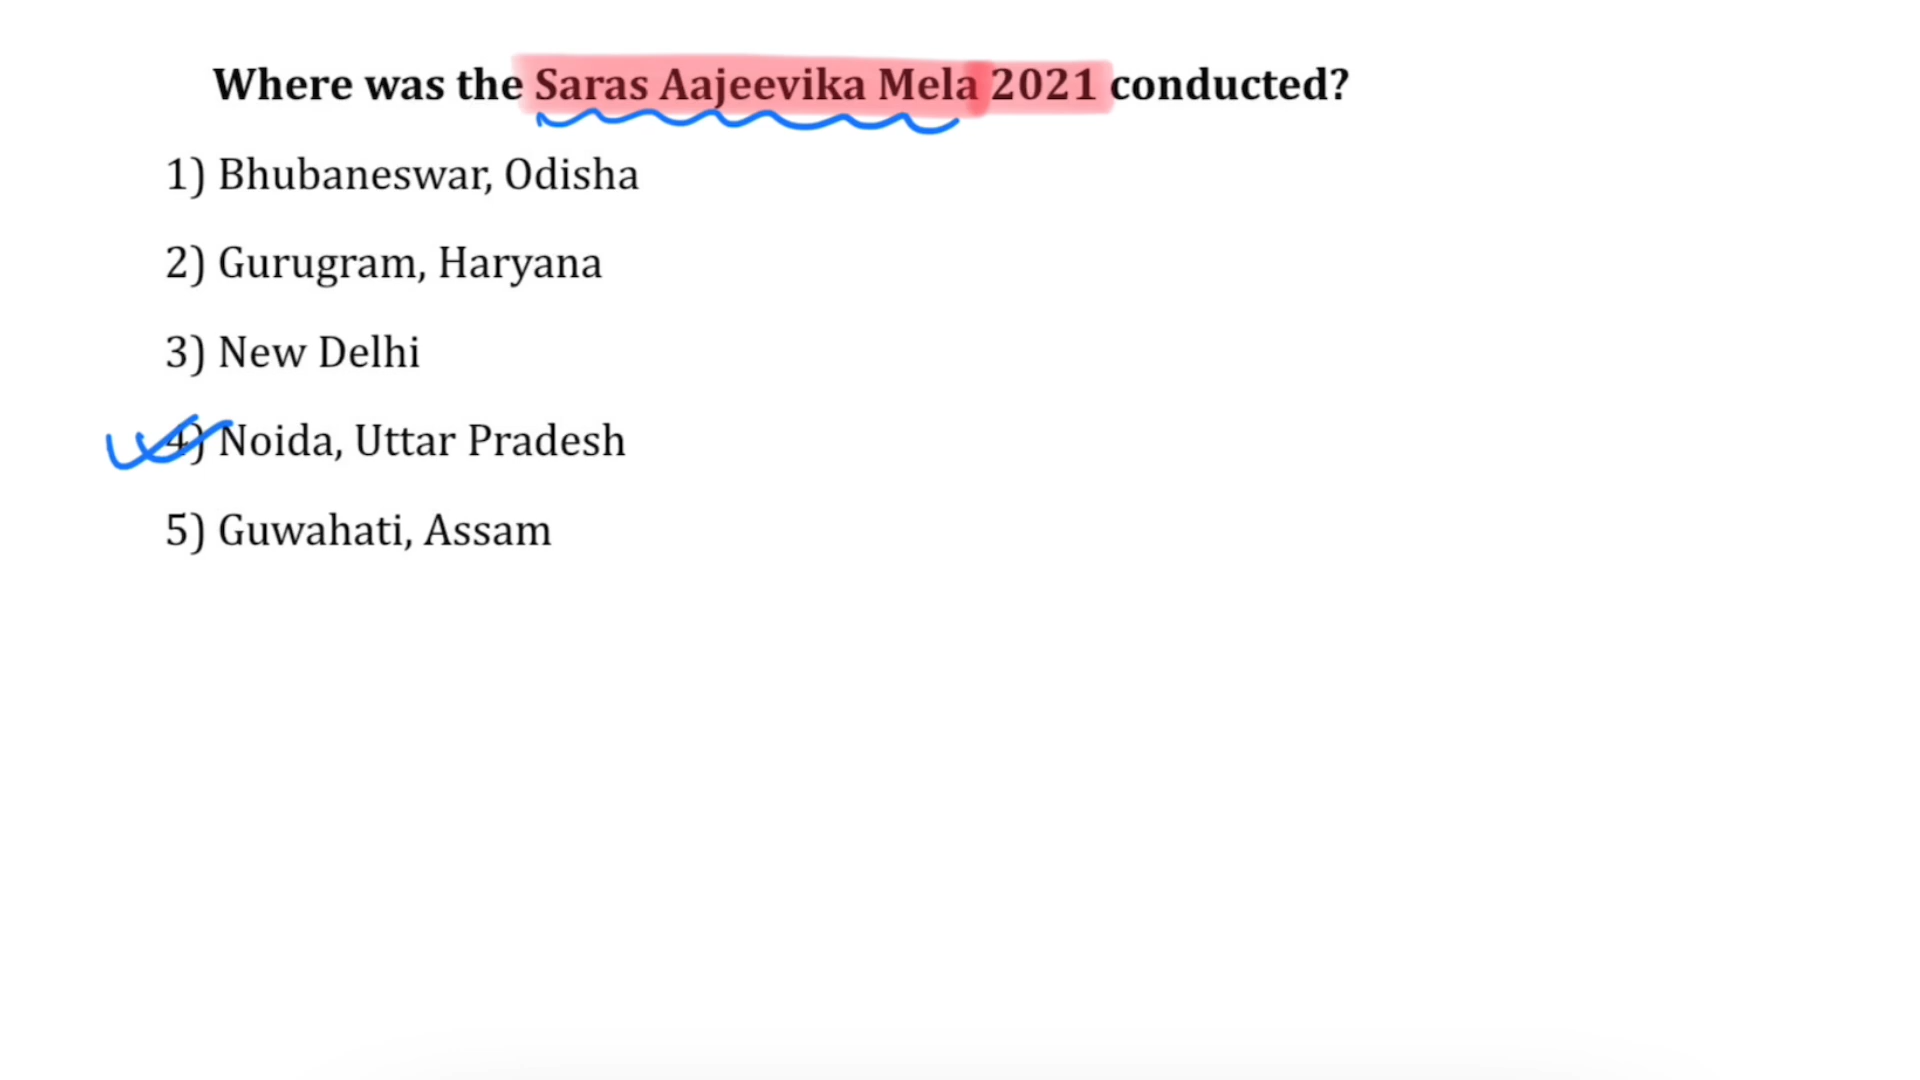 Where was the Saras Aajeevika Mela 2021 conducted?
1) Bhubaneswar, Odisha
2) Gurugram, Haryana
3) New Delhi
4) Noida, Uttar Pradesh
5) Guwahati, Assam